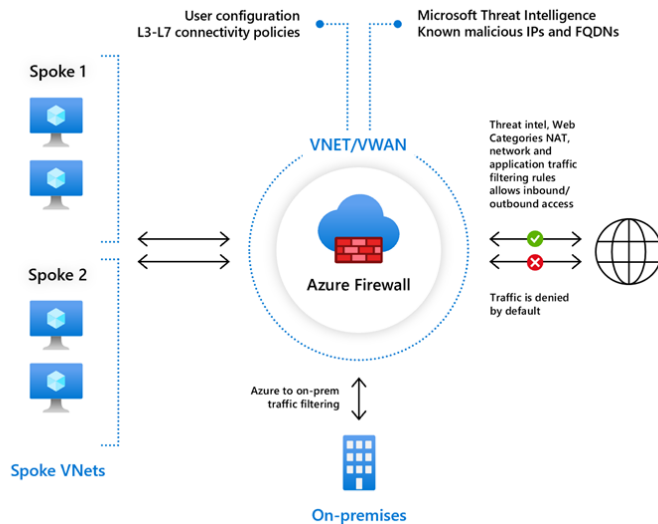 User configuration
L3-L7 connectivity policies
Microsoft Threat Intelligence
Known malicious IPs and FQDNs
Spoke 1
VNET/VWAN
Threat intel, Web
Categories NAT,
network and
application traffic
filtering rules
allows inbound/
outbound access
Spoke 2
Azure Firewall
Traffic is denied
by default
Azure to on-prem
traffic filtering
Spoke VNets
On-premises